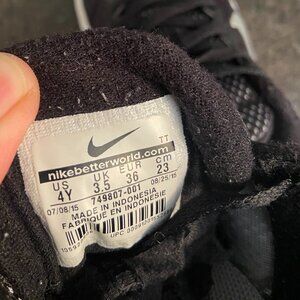 nikebetterworld.com
TT
US UK EUR cm
4Y 3.5 36 23
07/08/15 749807-001 08/25/15
MADE IN INDONESIA
FABRIQUE EN INDONESIE
UPC